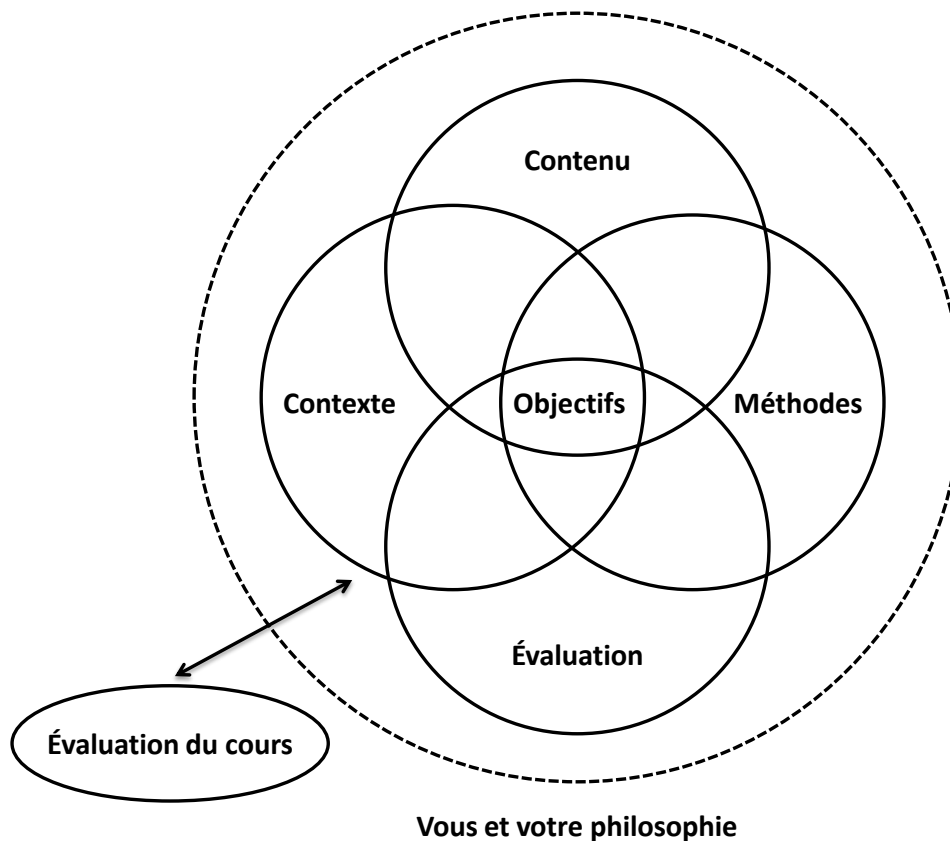 Contenu
Contexte
Objectifs
Méthodes
Évaluation
Évaluation du cours
Vous et votre philosophie